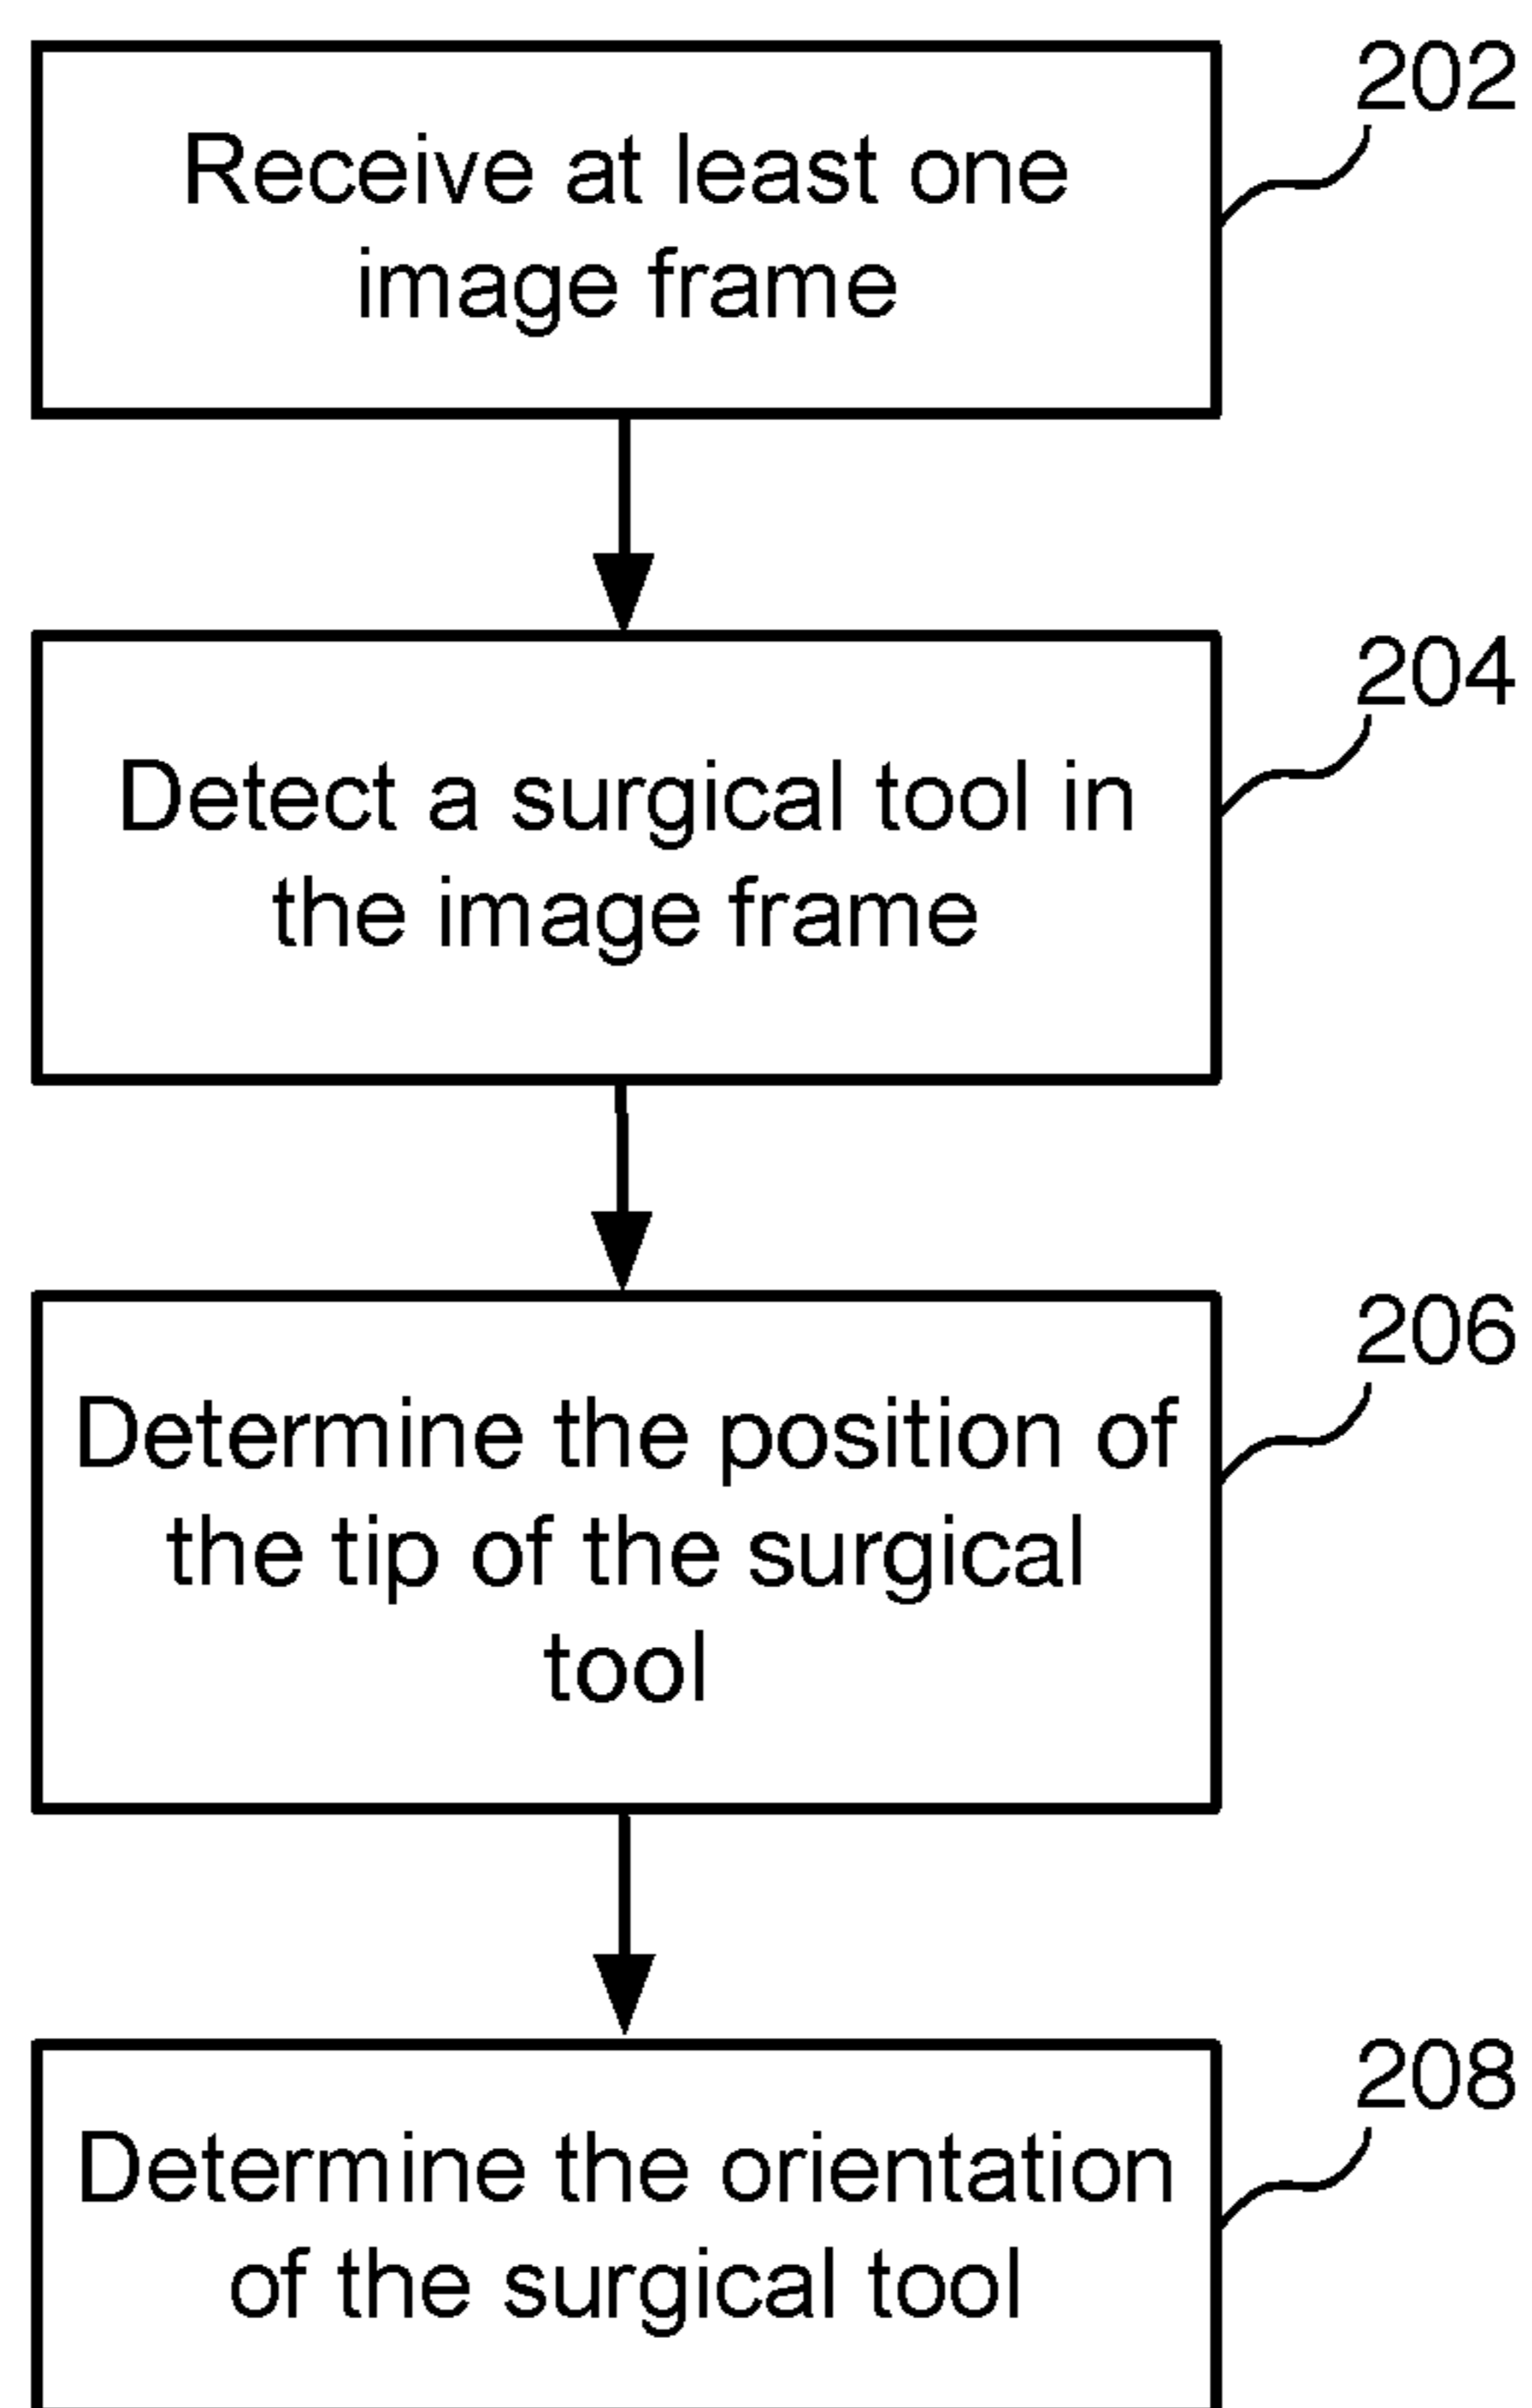 202
Receive at least one
image frame
204
Detect a surgical tool in
the image frame
206
Determine the position of
the tip of the surgical
tool
208
Determine the orientation
of the surgical tool